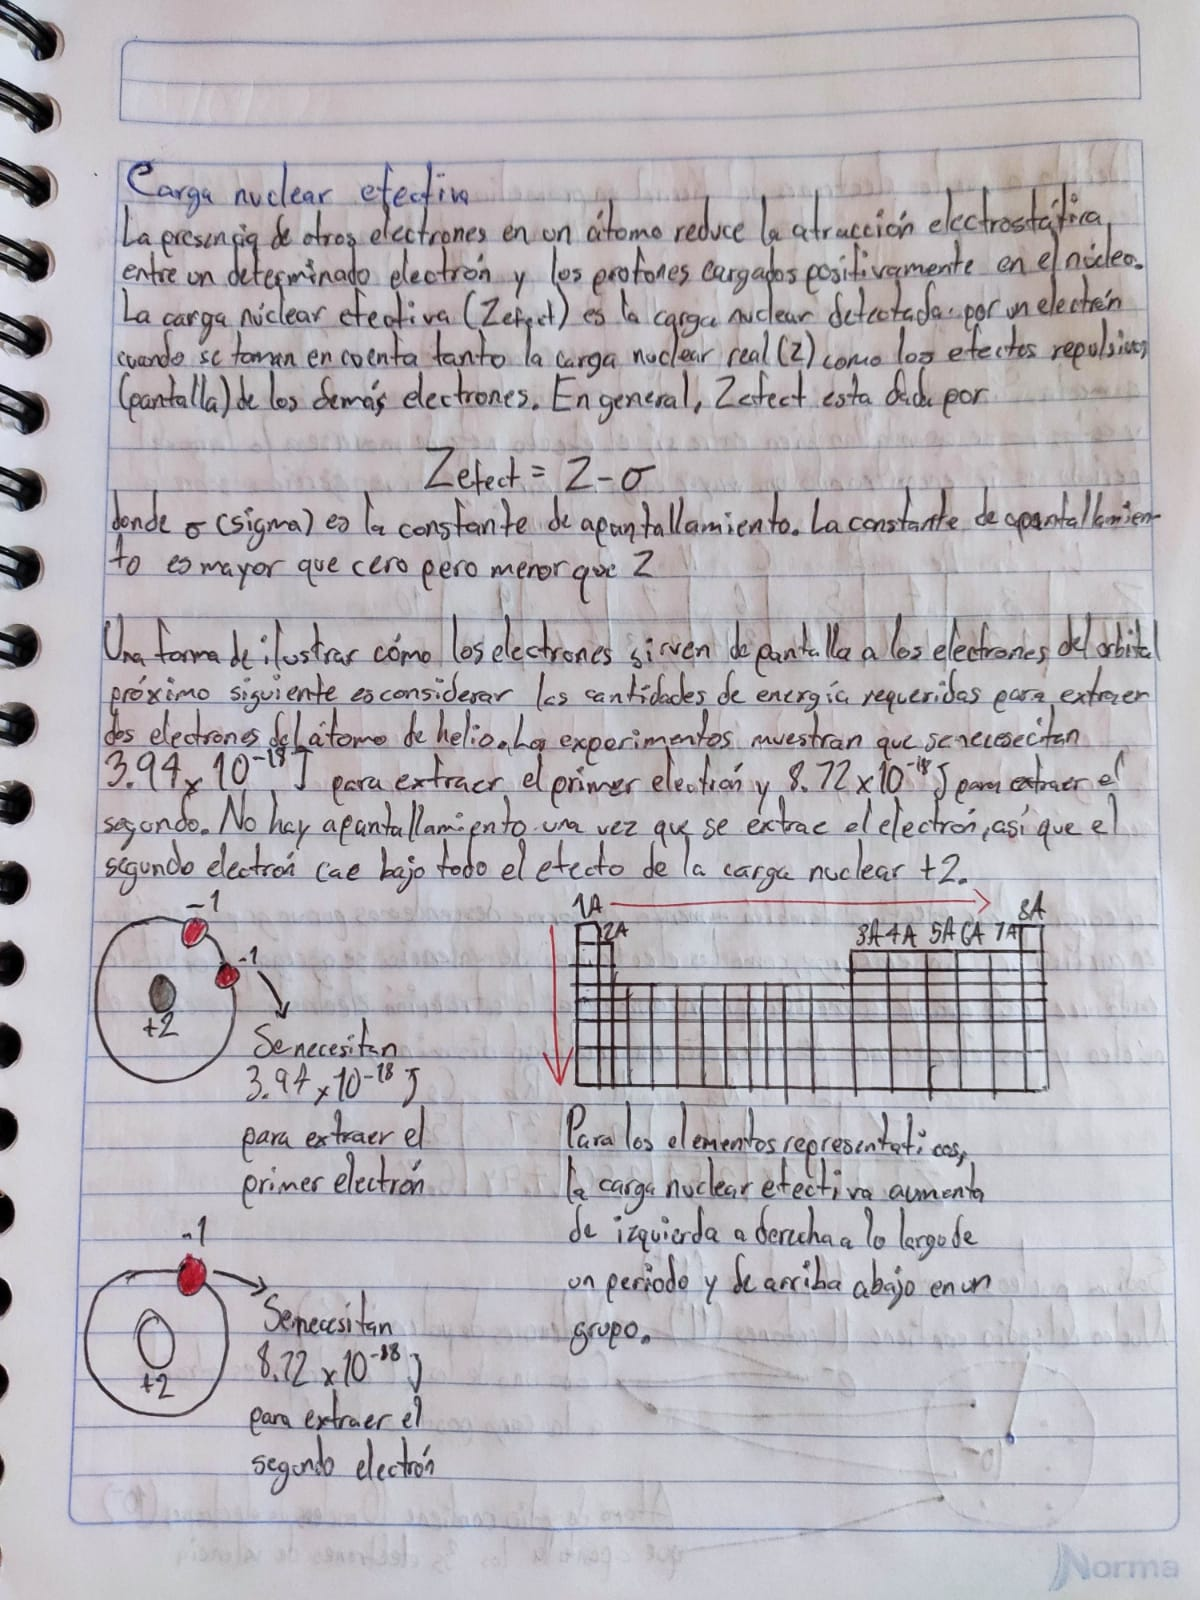 Carga nuclear efectiva
La presencia de otros electrones en un átomo reduce la atracción electrostática
entre un determinado electrón y los protones cargados positivamente en el núcleo.
La carga núclear efectiva (Zefect) es la carga nuclear detectada por un electrón
cuando se toman en cuenta tanto la carga nuclear real (Z) como los efectos repulsivos
(pantalla) de los demás electrones. En general, Zefect esta dada por
Zefect = Z-σ
donde σ (sigma) es la constante de apantallamiento. La constante de apantallamien-
to es mayor que cero pero menor que Z
Una forma de ilustrar cómo los electrones sirven de pantalla a los electrones del orbital
próximo siguiente es considerar las cantidades de energía requeridas para extraer
dos electrones del átomo de helio. Los experimentos muestran que se necesecitan
3.94 x 10⁻¹⁸ J para extraer el primer electrón y 8.72 x 10⁻¹⁸ J para extraer el
segundo. No hay apantallamiento una vez que se extrae el electrón, así que el
segundo electrón cae bajo todo el efecto de la carga nuclear +2.
-1
-1
+2
Se necesitan
3.94 x 10⁻¹⁸ J
para extraer el
primer electrón
1A
8A
2A
3A 4A 5A 6A 7A
Para los elementos representaticos,
la carga nuclear efectiva aumenta
de izquierda a derecha a lo largo de
un periodo y de arriba abajo en un
grupo.
-1
+2
Se necesitan
8.72 x 10⁻¹⁸ J
para extraer el
segundo electrón
Norma